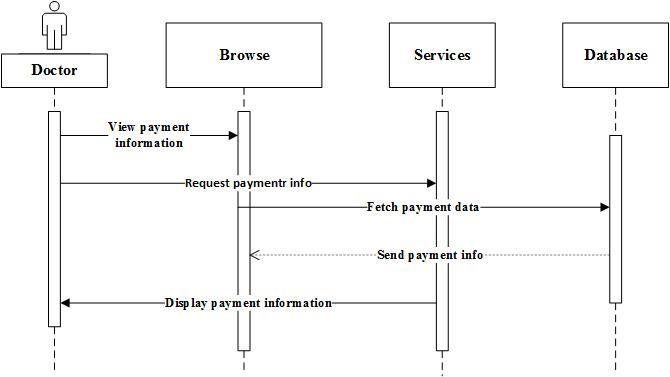 Doctor
Browse
Services
Database
View payment
information
Request paymentr info
Fetch payment data
Send payment info
Display payment information